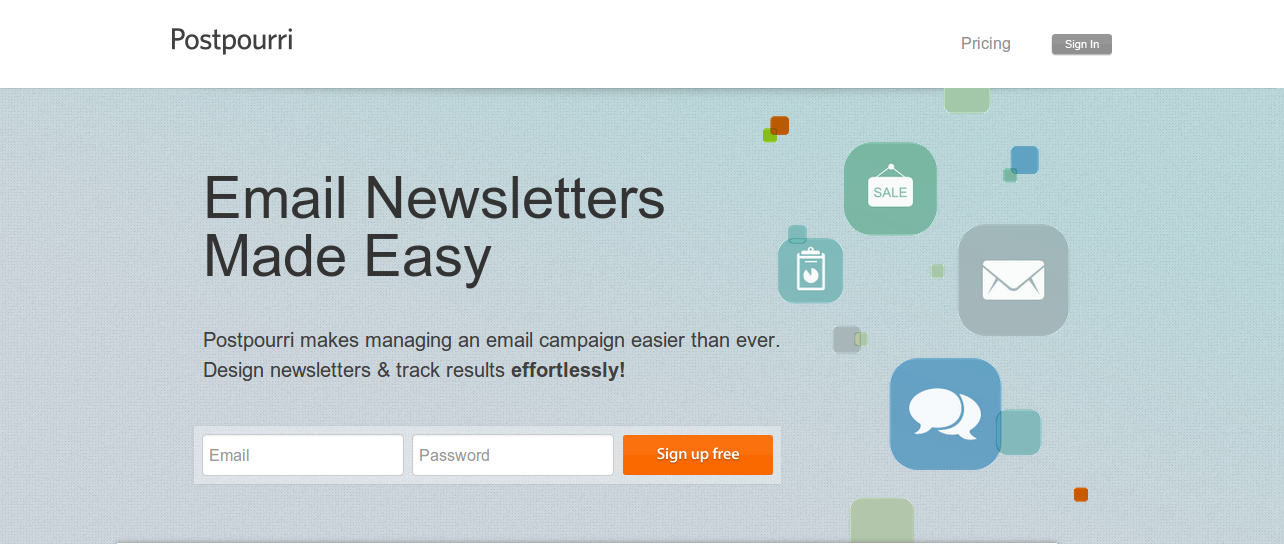 Postpourri
Pricing
Sign In
Email Newsletters
Made Easy
SALE
Postpourri makes managing an email campaign easier than ever.
Design newsletters & track results effortlessly!
Email
Password
Sign up free